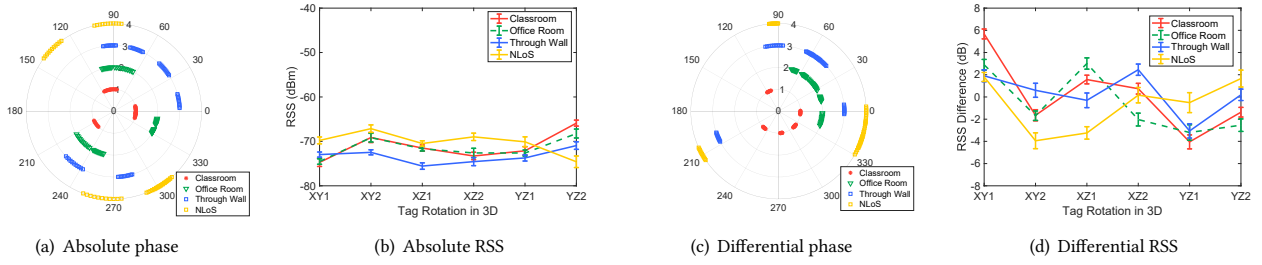 90
120
60
150
30
180
0
210
330
240
300
270
0
1
2
3
4
Classroom
Office Room
Through Wall
NLoS
(a) Absolute phase
RSS (dBm)
-40
-50
-60
-70
-80
XY1 XY2 XZ1 XZ2 YZ1 YZ2
Tag Rotation in 3D
Classroom
Office Room
Through Wall
NLoS
(b) Absolute RSS
90
120
60
150
30
180
0
210
330
240
300
270
0
1
2
3
4
Classroom
Office Room
Through Wall
NLoS
(c) Differential phase
RSS Difference (dB)
8
6
4
2
0
-2
-4
-6
-8
XY1 XY2 XZ1 XZ2 YZ1 YZ2
Tag Rotation in 3D
Classroom
Office Room
Through Wall
NLoS
(d) Differential RSS